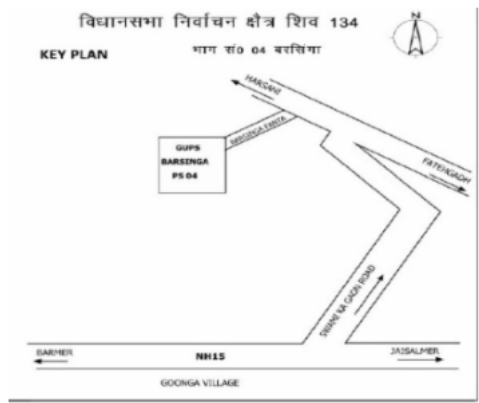 विधानसभा निर्वाचन क्षैत्र शिव 134
N
KEY PLAN
भाग सं0 04 बरसिंगा
HARSANI
BARSINGA FANTA
GUPS
BARSINGA
PS 04
FATEHGADH
SWAMI KA GAON ROAD
BARMER
NH15
JAISALMER
GOONGA VILLAGE